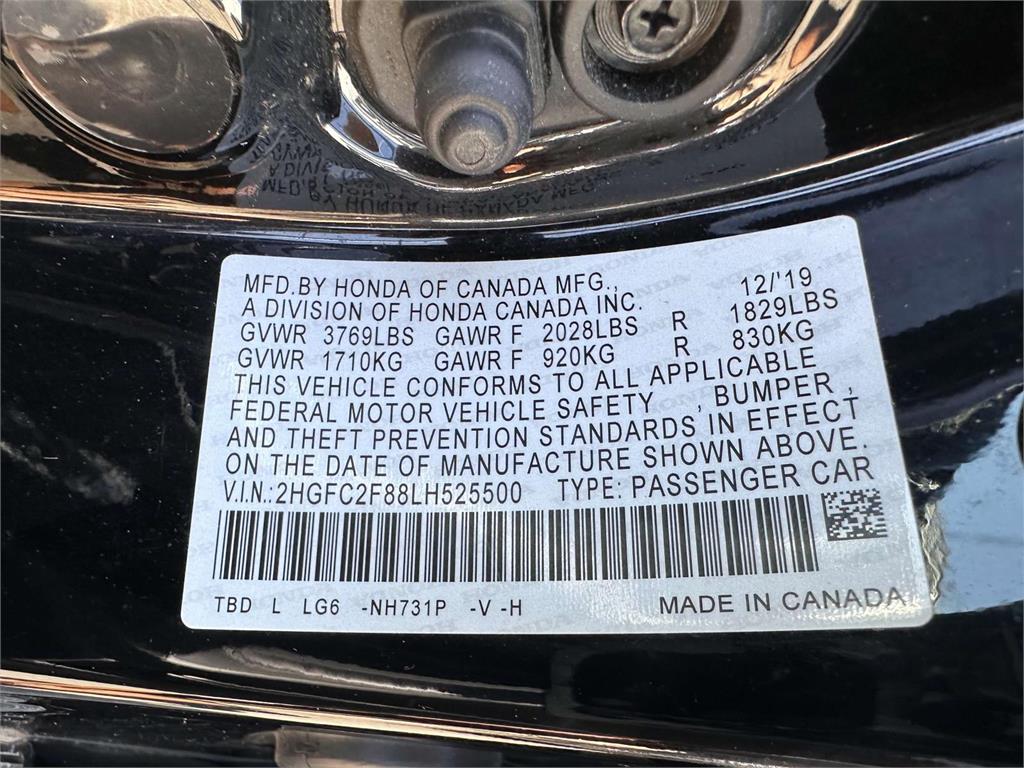 MFD.BY HONDA OF CANADA MFG., 12/'19
A DIVISION OF HONDA CANADA INC.
GVWR 3769LBS GAWR F 2028LBS R 1829LBS
GVWR 1710KG GAWR F 920KG R 830KG
THIS VEHICLE CONFORMS TO ALL APPLICABLE
FEDERAL MOTOR VEHICLE SAFETY , BUMPER ,
AND THEFT PREVENTION STANDARDS IN EFFECT
ON THE DATE OF MANUFACTURE SHOWN ABOVE.
V.I.N.: 2HGFC2F88LH525500 TYPE: PASSENGER CAR
TBD L LG6 -NH731P -V -H MADE IN CANADA